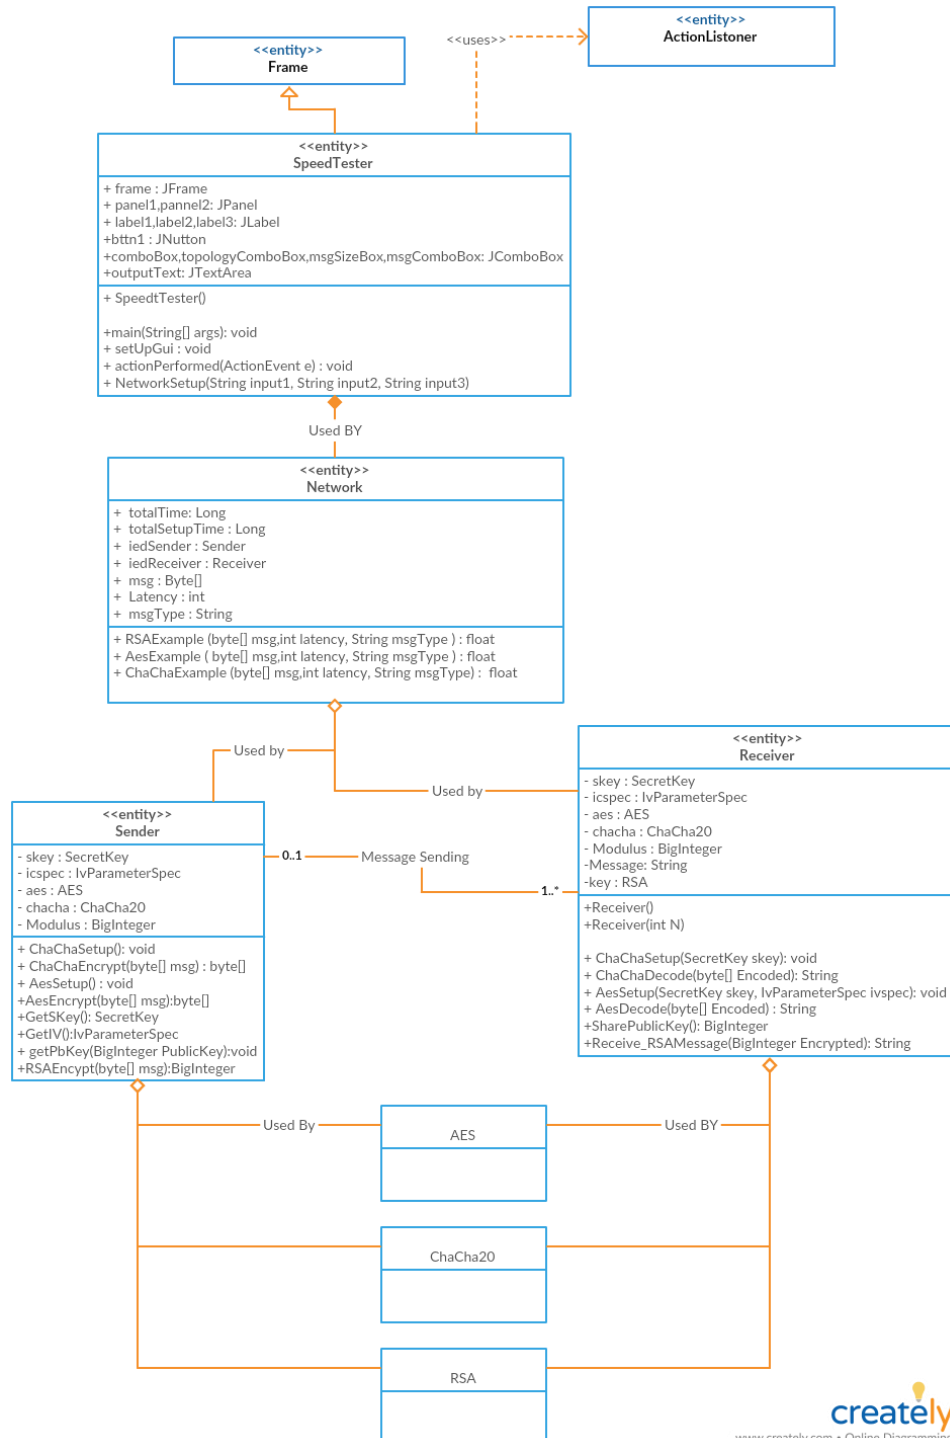 <<entity>>
ActionListoner
<<uses>>
<<entity>>
Frame
<<entity>>
SpeedTester
+ frame : JFrame
+ panel1,pannel2: JPanel
+ label1,label2,label3: JLabel
+bttn1 : JNutton
+comboBox,topologyComboBox,msgSizeBox,msgComboBox: JComboBox
+outputText: JTextArea
+ SpeedtTester()
+main(String[] args): void
+ setUpGui : void
+ actionPerformed(ActionEvent e) : void
+ NetworkSetup(String input1, String input2, String input3)
Used BY
<<entity>>
Network
+ totalTime: Long
+ totalSetupTime : Long
+ iedSender : Sender
+ iedReceiver : Receiver
+ msg : Byte[]
+ Latency : int
+ msgType : String
+ RSAExample (byte[] msg,int latency, String msgType ) : float
+ AesExample ( byte[] msg,int latency, String msgType ) : float
+ ChaChaExample (byte[] msg,int latency, String msgType) : float
Used by
Used by
<<entity>>
Receiver
- skey : SecretKey
- icspec : IvParameterSpec
- aes : AES
- chacha : ChaCha20
- Modulus : BigInteger
-Message: String
-key : RSA
+Receiver()
+Receiver(int N)
+ ChaChaSetup(SecretKey skey): void
+ ChaChaDecode(byte[] Encoded): String
+ AesSetup(SecretKey skey, IvParameterSpec ivspec): void
+ AesDecode(byte[] Encoded) : String
+SharePublicKey(): BigInteger
+Receive_RSAMessage(BigInteger Encrypted): String
<<entity>>
Sender
- skey : SecretKey
- icspec : IvParameterSpec
- aes : AES
- chacha : ChaCha20
- Modulus : BigInteger
+ ChaChaSetup(): void
+ ChaChaEncrypt(byte[] msg) : byte[]
+ AesSetup() : void
+AesEncrypt(byte[] msg):byte[]
+GetSKey(): SecretKey
+GetIV():IvParameterSpec
+ getPbKey(BigInteger PublicKey):void
+RSAEncypt(byte[] msg):BigInteger
0..1
Message Sending
1..*
Used By
AES
Used BY
ChaCha20
RSA
creately
www.creately.com • Online Diagramming